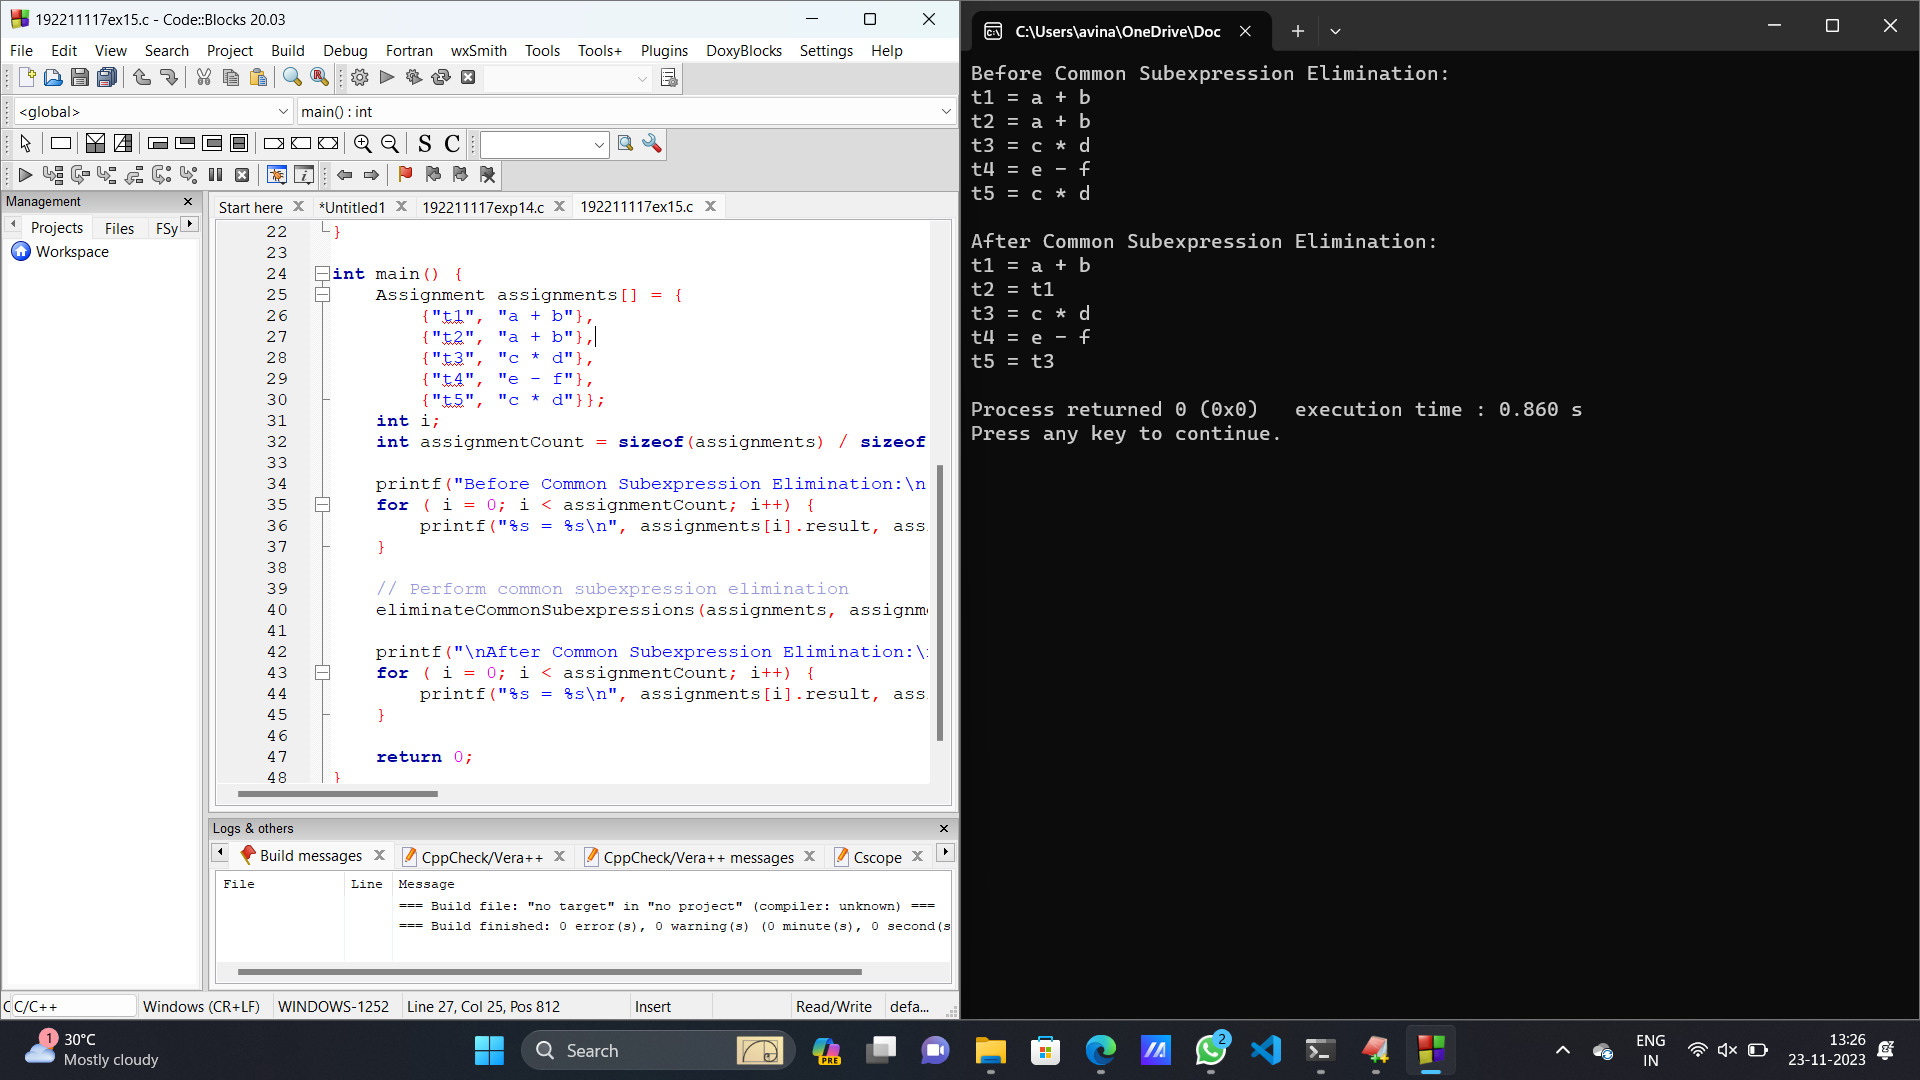 192211117ex15.c - Code::Blocks 20.03
File Edit View Search Project Build Debug Fortran wxSmith Tools Tools+ Plugins DoxyBlocks Settings Help
<global>
main() : int
S C
Management
Projects Files FSy
Workspace
Start here *Untitled1 192211117exp14.c 192211117ex15.c
22 }
23
24 int main() {
25 Assignment assignments[] = {
26 {"t1", "a + b"},
27 {"t2", "a + b"},
28 {"t3", "c * d"},
29 {"t4", "e - f"},
30 {"t5", "c * d"}};
31 int i;
32 int assignmentCount = sizeof(assignments) / sizeof
33
34 printf("Before Common Subexpression Elimination:\n
35 for ( i = 0; i < assignmentCount; i++) {
36 printf("%s = %s\n", assignments[i].result, ass
37 }
38
39 // Perform common subexpression elimination
40 eliminateCommonSubexpressions(assignments, assignm
41
42 printf("\nAfter Common Subexpression Elimination:\
43 for ( i = 0; i < assignmentCount; i++) {
44 printf("%s = %s\n", assignments[i].result, ass
45 }
46
47 return 0;
48 }
Logs & others
Build messages CppCheck/Vera++ CppCheck/Vera++ messages Cscope
File Line Message
=== Build file: "no target" in "no project" (compiler: unknown) ===
=== Build finished: 0 error(s), 0 warning(s) (0 minute(s), 0 second(s
C/C++ Windows (CR+LF) WINDOWS-1252 Line 27, Col 25, Pos 812 Insert Read/Write defa...
C:\Users\avina\OneDrive\Doc
Before Common Subexpression Elimination:
t1 = a + b
t2 = a + b
t3 = c * d
t4 = e - f
t5 = c * d
After Common Subexpression Elimination:
t1 = a + b
t2 = t1
t3 = c * d
t4 = e - f
t5 = t3
Process returned 0 (0x0) execution time : 0.860 s
Press any key to continue.
1
30°C
Mostly cloudy
Search
PRE
2
ENG
IN
13:26
23-11-2023